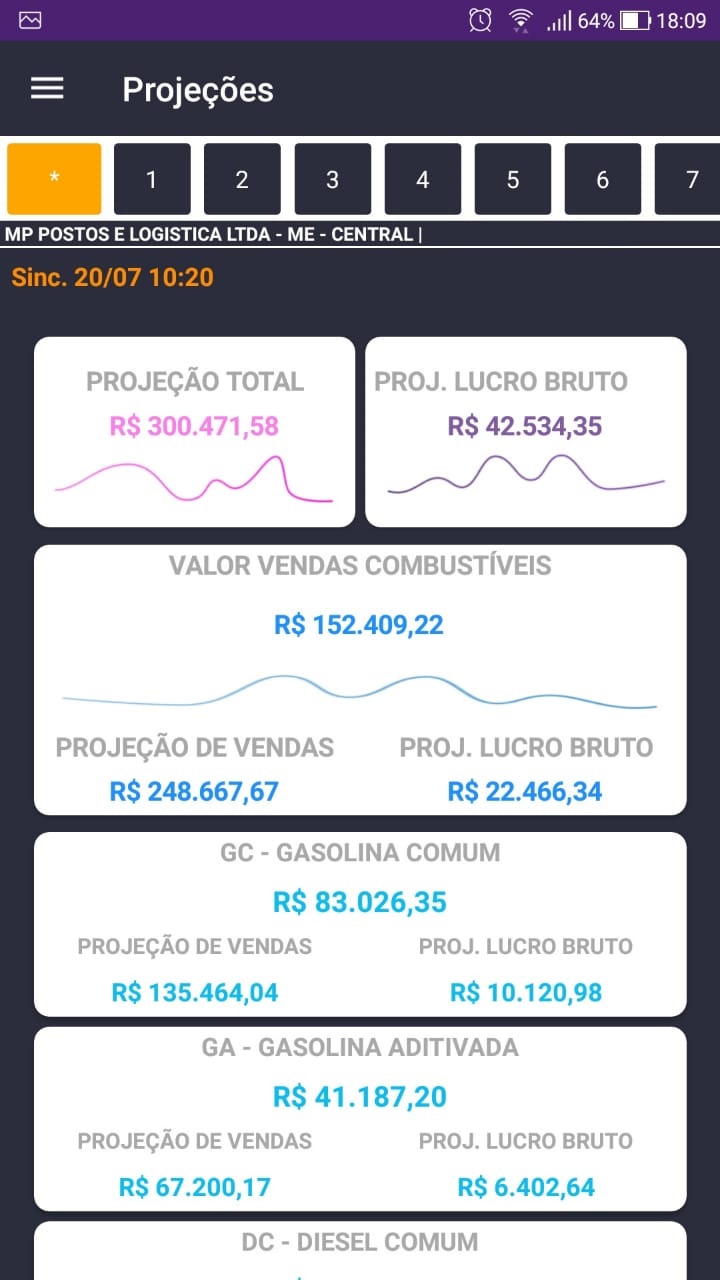 64% 18:09
Projeções
* 1 2 3 4 5 6 7
MP POSTOS E LOGISTICA LTDA - ME - CENTRAL |
Sinc. 20/07 10:20
PROJEÇÃO TOTAL
R$ 300.471,58
PROJ. LUCRO BRUTO
R$ 42.534,35
VALOR VENDAS COMBUSTÍVEIS
R$ 152.409,22
PROJEÇÃO DE VENDAS
R$ 248.667,67
PROJ. LUCRO BRUTO
R$ 22.466,34
GC - GASOLINA COMUM
R$ 83.026,35
PROJEÇÃO DE VENDAS
R$ 135.464,04
PROJ. LUCRO BRUTO
R$ 10.120,98
GA - GASOLINA ADITIVADA
R$ 41.187,20
PROJEÇÃO DE VENDAS
R$ 67.200,17
PROJ. LUCRO BRUTO
R$ 6.402,64
DC - DIESEL COMUM